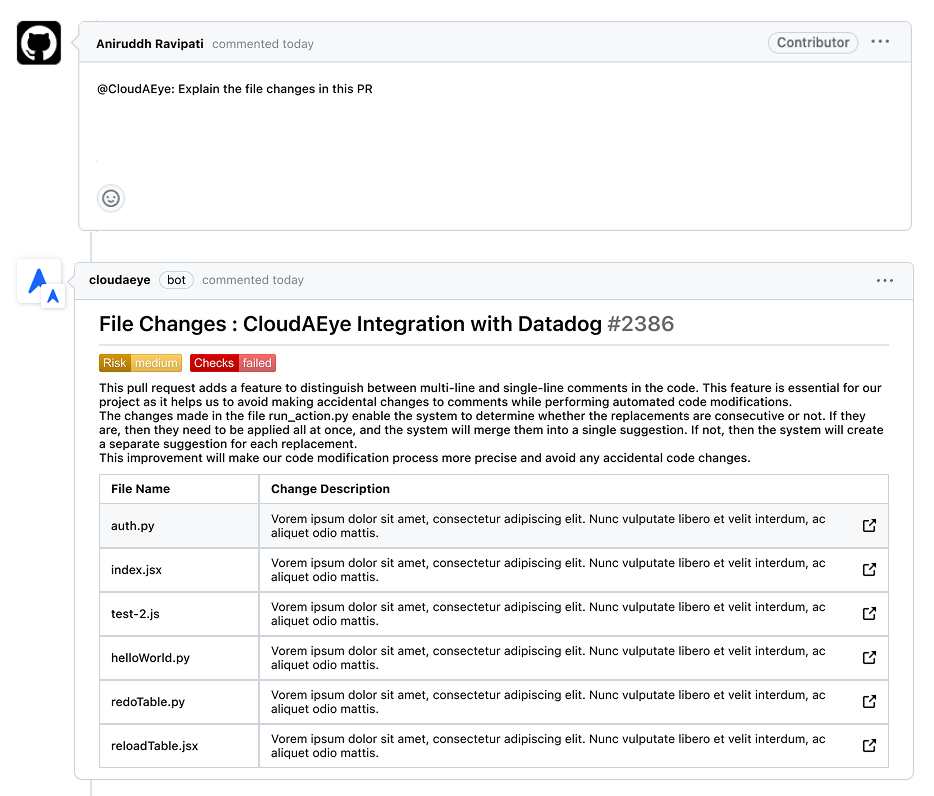 Aniruddh Ravipati commented today Contributor
@CloudAEye: Explain the file changes in this PR
cloudaeye bot commented today
File Changes : CloudAEye Integration with Datadog #2386
Risk medium Checks failed
This pull request adds a feature to distinguish between multi-line and single-line comments in the code. This feature is essential for our
project as it helps us to avoid making accidental changes to comments while performing automated code modifications.
The changes made in the file run_action.py enable the system to determine whether the replacements are consecutive or not. If they
are, then they need to be applied all at once, and the system will merge them into a single suggestion. If not, then the system will create
a separate suggestion for each replacement.
This improvement will make our code modification process more precise and avoid any accidental code changes.
File Name Change Description
auth.py
Vorem ipsum dolor sit amet, consectetur adipiscing elit. Nunc vulputate libero et velit interdum, ac
aliquet odio mattis.
index.jsx
Vorem ipsum dolor sit amet, consectetur adipiscing elit. Nunc vulputate libero et velit interdum, ac
aliquet odio mattis.
test-2.js
Vorem ipsum dolor sit amet, consectetur adipiscing elit. Nunc vulputate libero et velit interdum, ac
aliquet odio mattis.
helloWorld.py
Vorem ipsum dolor sit amet, consectetur adipiscing elit. Nunc vulputate libero et velit interdum, ac
aliquet odio mattis.
redoTable.py
Vorem ipsum dolor sit amet, consectetur adipiscing elit. Nunc vulputate libero et velit interdum, ac
aliquet odio mattis.
reloadTable.jsx
Vorem ipsum dolor sit amet, consectetur adipiscing elit. Nunc vulputate libero et velit interdum, ac
aliquet odio mattis.